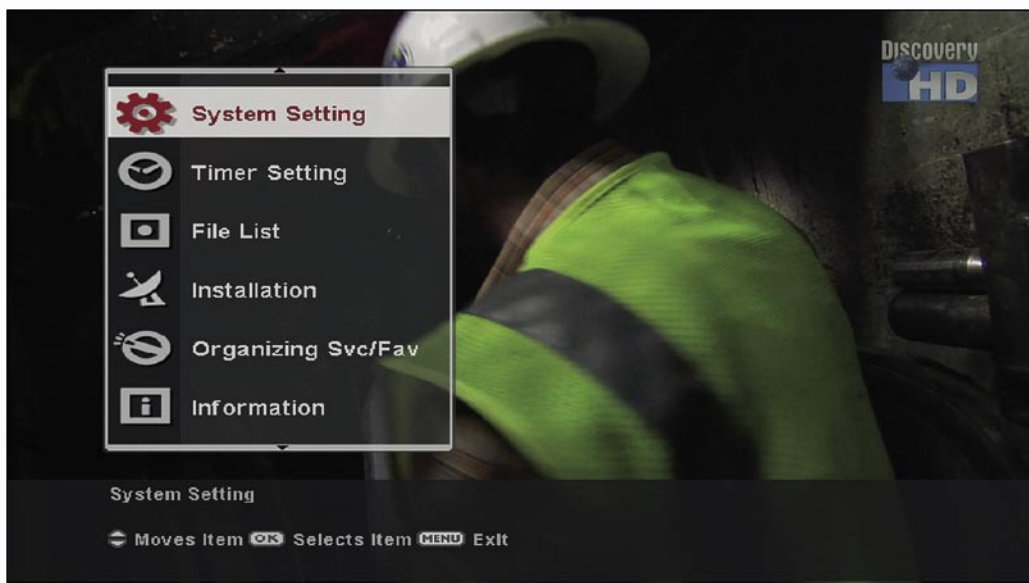 Discovery
HD
System Setting
Timer Setting
File List
Installation
Organizing Svc/Fav
Information
System Setting
Moves Item OK Selects Item MENU Exit